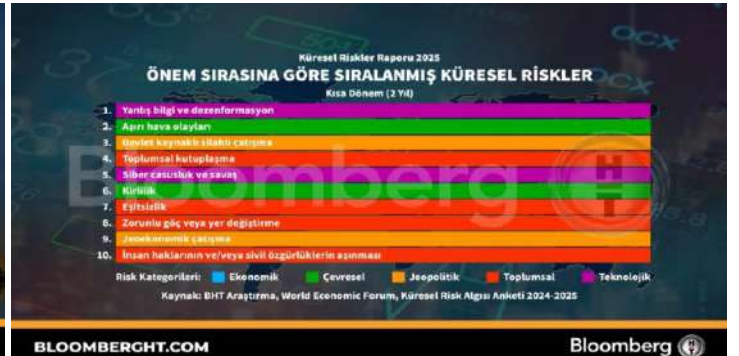 Küresel Riskler Raporu 2025
ÖNEM SIRASINA GÖRE SIRALANMIŞ KÜRESEL RİSKLER
Kısa Dönem (2 Yıl)
1. Yanlış bilgi ve dezenformasyon
2. Aşırı hava olayları
3. Devlet kaynaklı silahlı çatışma
4. Toplumsal kutuplaşma
5. Siber casusluk ve savaş
6. Kirlilik
7. Eşitsizlik
8. Zorunlu göç veya yer değiştirme
9. Jeoekonomik çatışma
10. İnsan haklarının ve/veya sivil özgürlüklerin aşınması
Bloomberg HT
Risk Kategorileri: Ekonomik Çevresel Jeopolitik Toplumsal Teknolojik
Kaynak: BHT Araştırma, World Economic Forum, Küresel Risk Algısı Anketi 2024-2025
BLOOMBERGHT.COM Bloomberg HT